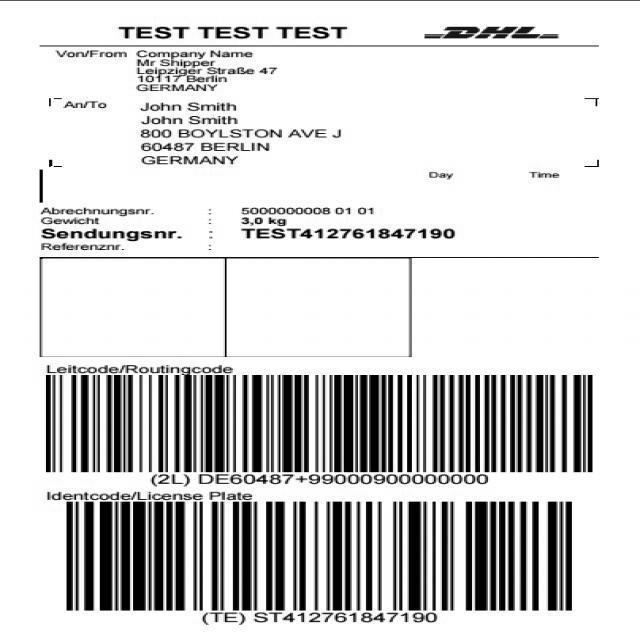 TEST TEST TEST
DHL
Von/From Company Name
Mr Shipper
Leipziger Straße 47
10117 Berlin
GERMANY
An/To John Smith
John Smith
800 BOYLSTON AVE J
60487 BERLIN
GERMANY
Day Time
Abrechnungsnr. : 5000000008 01 01
Gewicht : 3,0 kg
Sendungsnr. : TEST412761847190
Referenznr. :
Leitcode/Routingcode
(2L) DE60487+99000900000000
Identcode/License Plate
(TE) ST412761847190